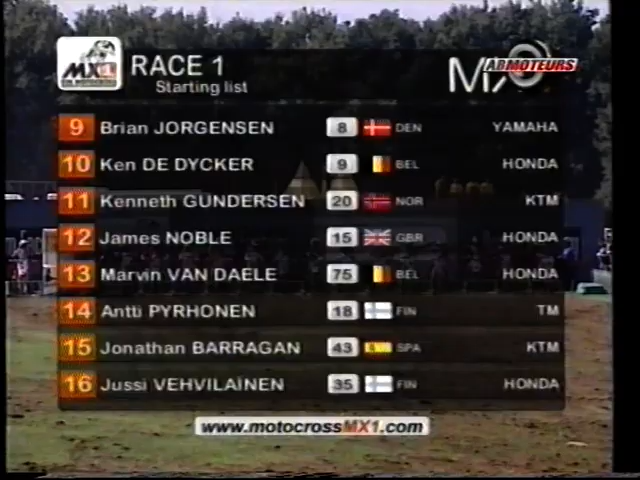 MX1
RACE 1
Starting list
MX
ABMOTEURS
9 Brian JORGENSEN 8 DEN YAMAHA
10 Ken DE DYCKER 9 BEL HONDA
11 Kenneth GUNDERSEN 20 NOR KTM
12 James NOBLE 15 GBR HONDA
13 Marvin VAN DAELE 75 BEL HONDA
14 Antti PYRHONEN 18 FIN TM
15 Jonathan BARRAGAN 43 SPA KTM
16 Jussi VEHVILAÏNEN 35 FIN HONDA
www.motocrossMX1.com